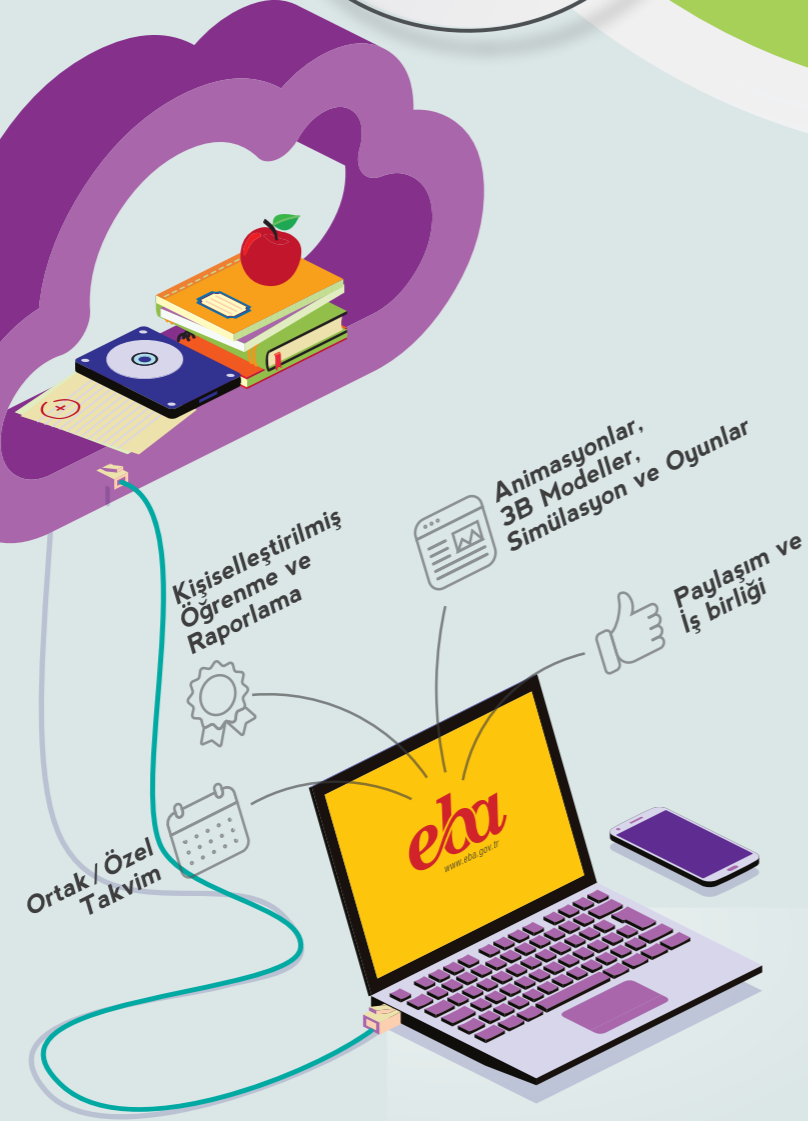 Animasyonlar,
3B Modeller,
Simülasyon ve Oyunlar
Kişiselleştirilmiş
Öğrenme ve
Raporlama
Paylaşım ve
İş birliği
Ortak / Özel
Takvim
eba
www.eba.gov.tr